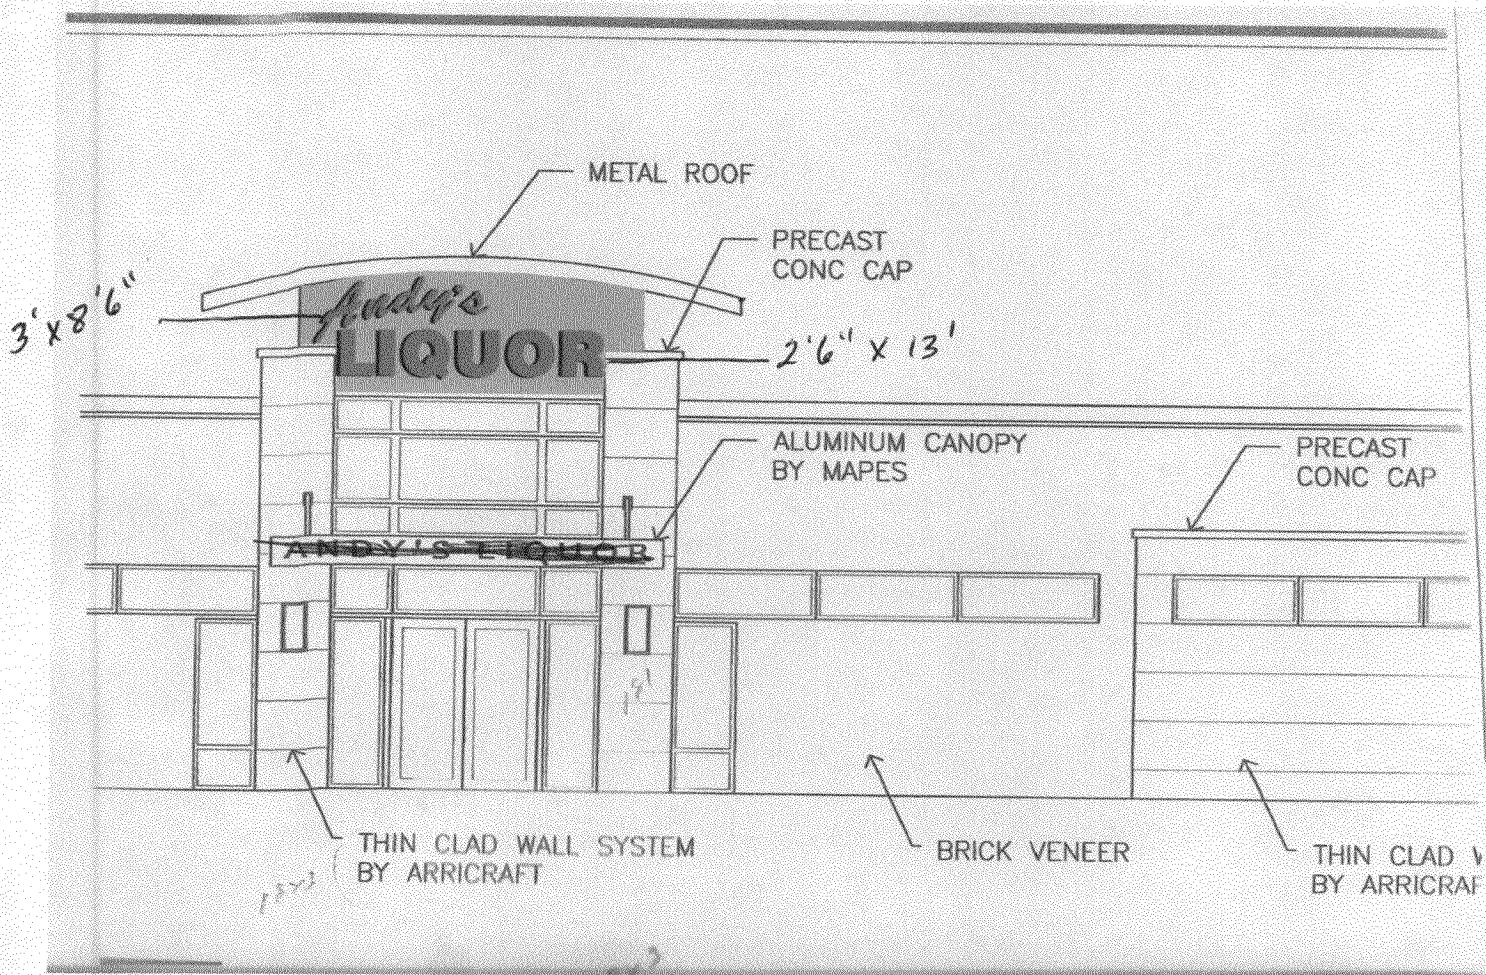 METAL ROOF
PRECAST
CONC CAP
3'x8'6"
Andy's
LIQUOR
2'6" X 13'
ALUMINUM CANOPY
BY MAPES
PRECAST
CONC CAP
ANDY'S LIQUOR
THIN CLAD WALL SYSTEM
BY ARRICRAFT
BRICK VENEER
THIN CLAD
BY ARRICRAF